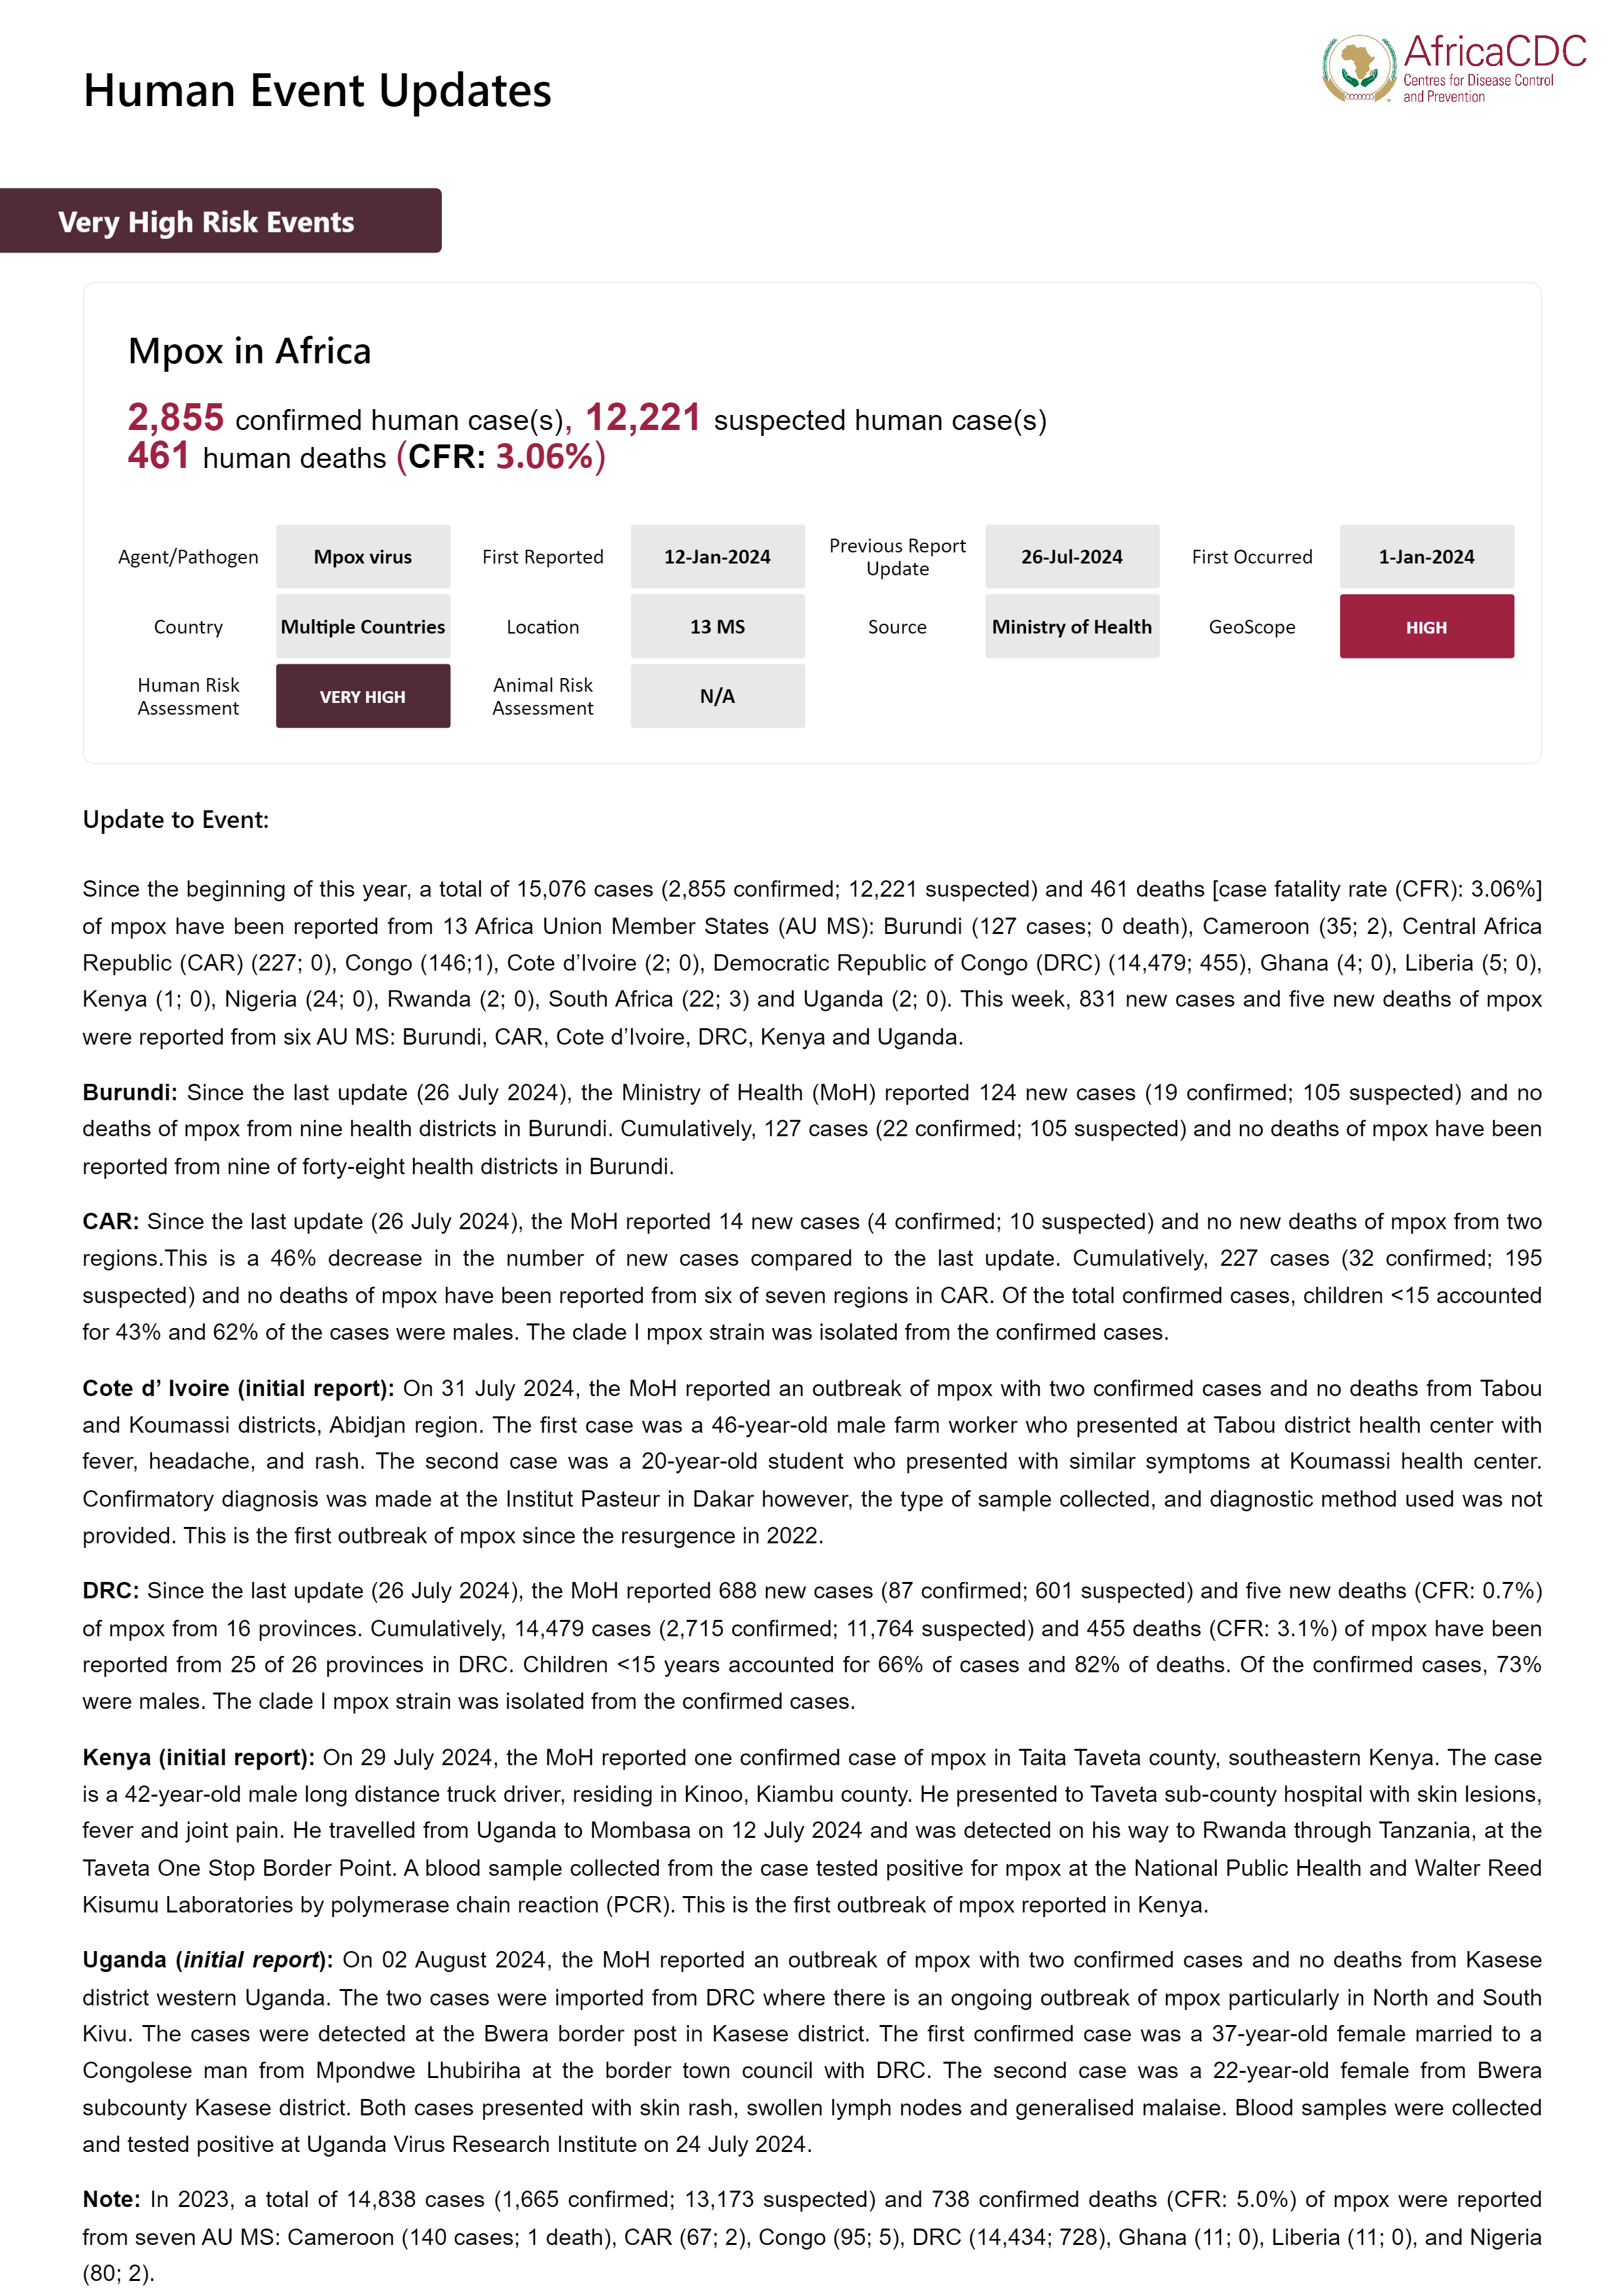 AfricaCDC
Centres for Disease Control
and Prevention
Human Event Updates
Very High Risk Events
Mpox in Africa
2,855 confirmed human case(s), 12,221 suspected human case(s)
461 human deaths (CFR: 3.06%)
Agent/Pathogen Mpox virus First Reported 12-Jan-2024 Previous Report Update 26-Jul-2024 First Occurred 1-Jan-2024
Country Multiple Countries Location 13 MS Source Ministry of Health GeoScope HIGH
Human Risk Assessment VERY HIGH Animal Risk Assessment N/A
Update to Event:
Since the beginning of this year, a total of 15,076 cases (2,855 confirmed; 12,221 suspected) and 461 deaths [case fatality rate (CFR): 3.06%]
of mpox have been reported from 13 Africa Union Member States (AU MS): Burundi (127 cases; 0 death), Cameroon (35; 2), Central Africa
Republic (CAR) (227; 0), Congo (146;1), Cote d’Ivoire (2; 0), Democratic Republic of Congo (DRC) (14,479; 455), Ghana (4; 0), Liberia (5; 0),
Kenya (1; 0), Nigeria (24; 0), Rwanda (2; 0), South Africa (22; 3) and Uganda (2; 0). This week, 831 new cases and five new deaths of mpox
were reported from six AU MS: Burundi, CAR, Cote d’Ivoire, DRC, Kenya and Uganda.
Burundi: Since the last update (26 July 2024), the Ministry of Health (MoH) reported 124 new cases (19 confirmed; 105 suspected) and no
deaths of mpox from nine health districts in Burundi. Cumulatively, 127 cases (22 confirmed; 105 suspected) and no deaths of mpox have been
reported from nine of forty-eight health districts in Burundi.
CAR: Since the last update (26 July 2024), the MoH reported 14 new cases (4 confirmed; 10 suspected) and no new deaths of mpox from two
regions.This is a 46% decrease in the number of new cases compared to the last update. Cumulatively, 227 cases (32 confirmed; 195
suspected) and no deaths of mpox have been reported from six of seven regions in CAR. Of the total confirmed cases, children <15 accounted
for 43% and 62% of the cases were males. The clade I mpox strain was isolated from the confirmed cases.
Cote d’ Ivoire (initial report): On 31 July 2024, the MoH reported an outbreak of mpox with two confirmed cases and no deaths from Tabou
and Koumassi districts, Abidjan region. The first case was a 46-year-old male farm worker who presented at Tabou district health center with
fever, headache, and rash. The second case was a 20-year-old student who presented with similar symptoms at Koumassi health center.
Confirmatory diagnosis was made at the Institut Pasteur in Dakar however, the type of sample collected, and diagnostic method used was not
provided. This is the first outbreak of mpox since the resurgence in 2022.
DRC: Since the last update (26 July 2024), the MoH reported 688 new cases (87 confirmed; 601 suspected) and five new deaths (CFR: 0.7%)
of mpox from 16 provinces. Cumulatively, 14,479 cases (2,715 confirmed; 11,764 suspected) and 455 deaths (CFR: 3.1%) of mpox have been
reported from 25 of 26 provinces in DRC. Children <15 years accounted for 66% of cases and 82% of deaths. Of the confirmed cases, 73%
were males. The clade I mpox strain was isolated from the confirmed cases.
Kenya (initial report): On 29 July 2024, the MoH reported one confirmed case of mpox in Taita Taveta county, southeastern Kenya. The case
is a 42-year-old male long distance truck driver, residing in Kinoo, Kiambu county. He presented to Taveta sub-county hospital with skin lesions,
fever and joint pain. He travelled from Uganda to Mombasa on 12 July 2024 and was detected on his way to Rwanda through Tanzania, at the
Taveta One Stop Border Point. A blood sample collected from the case tested positive for mpox at the National Public Health and Walter Reed
Kisumu Laboratories by polymerase chain reaction (PCR). This is the first outbreak of mpox reported in Kenya.
Uganda (initial report): On 02 August 2024, the MoH reported an outbreak of mpox with two confirmed cases and no deaths from Kasese
district western Uganda. The two cases were imported from DRC where there is an ongoing outbreak of mpox particularly in North and South
Kivu. The cases were detected at the Bwera border post in Kasese district. The first confirmed case was a 37-year-old female married to a
Congolese man from Mpondwe Lhubiriha at the border town council with DRC. The second case was a 22-year-old female from Bwera
subcounty Kasese district. Both cases presented with skin rash, swollen lymph nodes and generalised malaise. Blood samples were collected
and tested positive at Uganda Virus Research Institute on 24 July 2024.
Note: In 2023, a total of 14,838 cases (1,665 confirmed; 13,173 suspected) and 738 confirmed deaths (CFR: 5.0%) of mpox were reported
from seven AU MS: Cameroon (140 cases; 1 death), CAR (67; 2), Congo (95; 5), DRC (14,434; 728), Ghana (11; 0), Liberia (11; 0), and Nigeria
(80; 2).